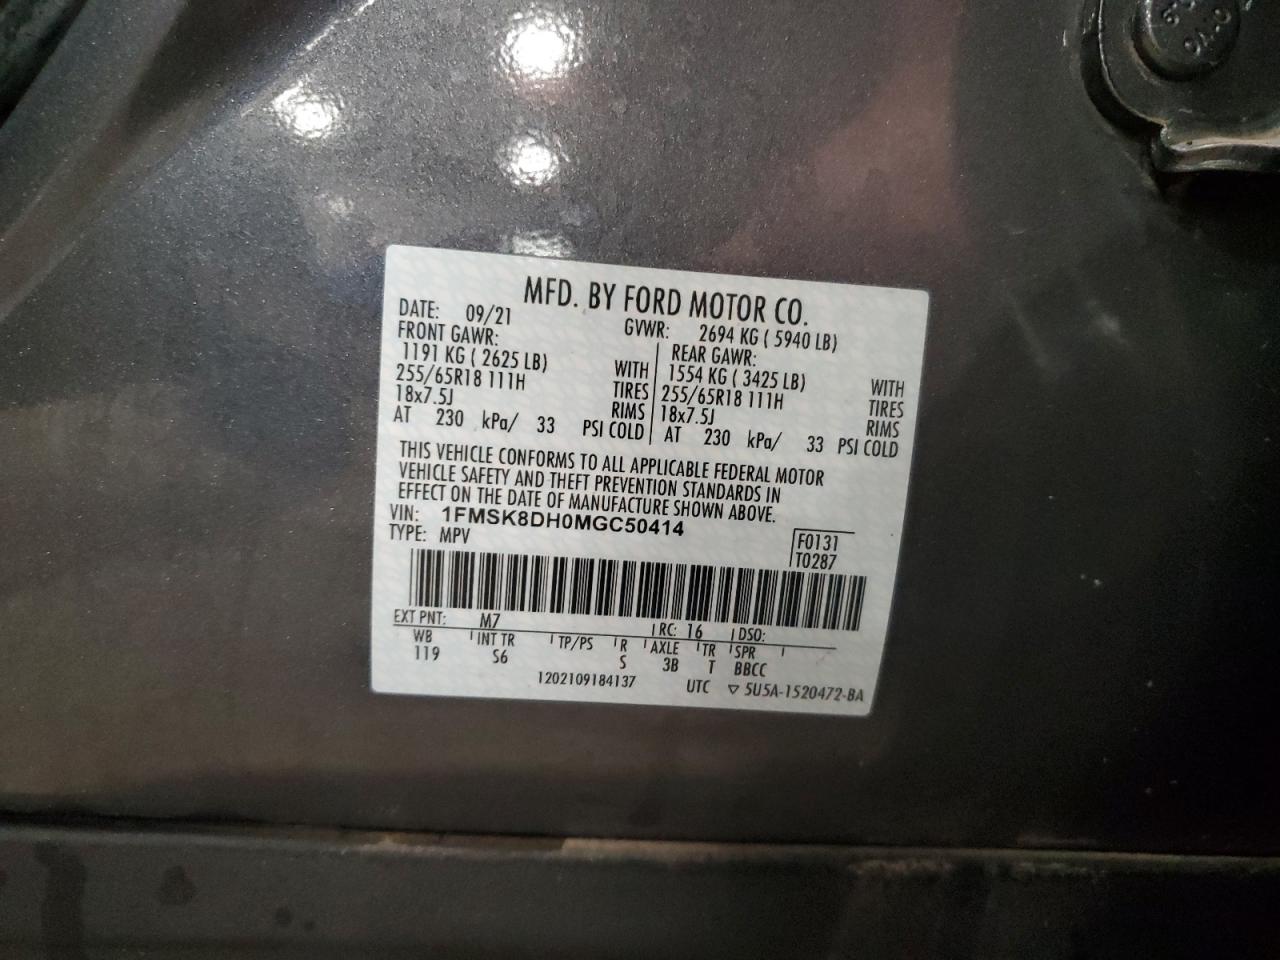 MFD. BY FORD MOTOR CO.
DATE: 09/21 GVWR: 2694 KG ( 5940 LB)
FRONT GAWR: REAR GAWR:
1191 KG ( 2625 LB) WITH 1554 KG ( 3425 LB) WITH
255/65R18 111H TIRES 255/65R18 111H TIRES
18x7.5J RIMS 18x7.5J RIMS
AT 230 kPa/ 33 PSI COLD AT 230 kPa/ 33 PSI COLD
THIS VEHICLE CONFORMS TO ALL APPLICABLE FEDERAL MOTOR
VEHICLE SAFETY AND THEFT PREVENTION STANDARDS IN
EFFECT ON THE DATE OF MANUFACTURE SHOWN ABOVE.
VIN: 1FMSK8DH0MGC50414
TYPE: MPV
F0131
T0287
EXT PNT: M7 RC: 16 DSO:
WB INT TR TP/PS R AXLE TR SPR
119 S6 S 3B T BBCC
1202109184137 UTC ▽ 5U5A-1520472-BA